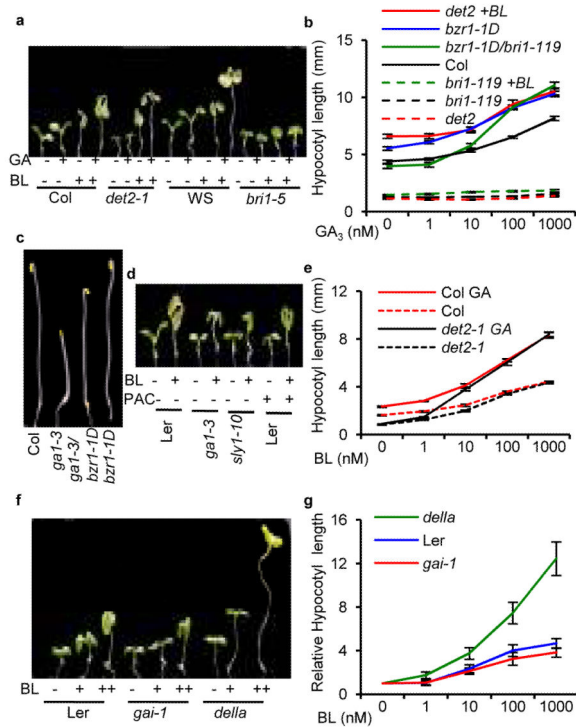 a
GA - + - + - + - + - + - + - + - +
BL - - + + - - + + - - + + - - + +
Col det2-1 WS bri1-5
b
Hypocotyl length (mm)
15
10
5
0
0 1 10 100 1000
GA3 (nM)
det2 +BL
bzr1-1D
bzr1-1D/bri1-119
Col
bri1-119 +BL
bri1-119
det2
c
Col
ga1-3
ga1-3/
bzr1-1D
bzr1-1D
d
BL - + - + - + - +
PAC - - - - - - + +
Ler ga1-3 sly1-10 Ler
e
Hypocotyl length (mm)
12
8
4
0
0 1 10 100 1000
BL (nM)
Col GA
Col
det2-1 GA
det2-1
f
BL - + ++ - + ++ - + ++
Ler gai-1 della
g
Relative Hypocotyl length
16
12
8
4
0
0 1 10 100 1000
BL (nM)
della
Ler
gai-1